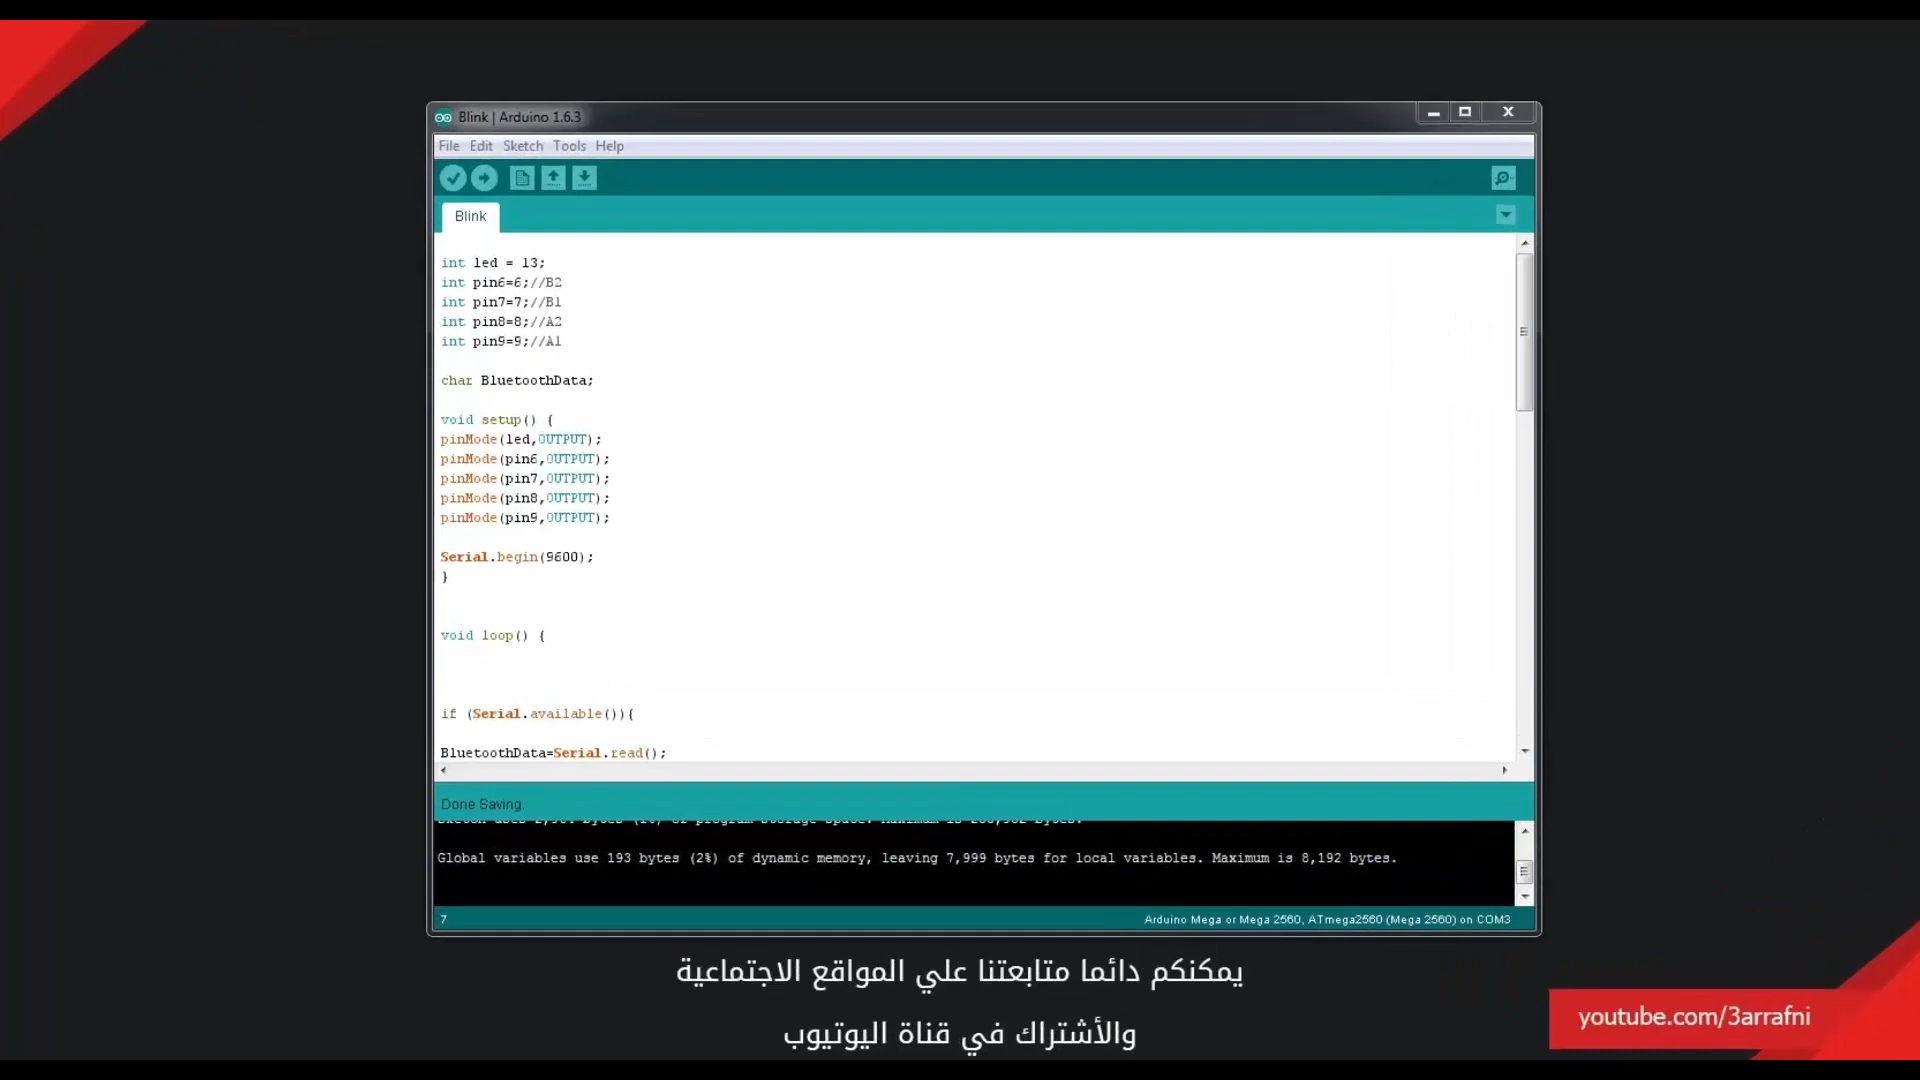 Blink | Arduino 1.6.3
File Edit Sketch Tools Help
Blink
int led = 13;
int pin6=6;//B2
int pin7=7;//B1
int pin8=8;//A2
int pin9=9;//A1
char BluetoothData;
void setup() {
pinMode(led,OUTPUT);
pinMode(pin6,OUTPUT);
pinMode(pin7,OUTPUT);
pinMode(pin8,OUTPUT);
pinMode(pin9,OUTPUT);
Serial.begin(9600);
}
void loop() {
if (Serial.available()){
BluetoothData=Serial.read();
Done Saving.
Global variables use 193 bytes (2%) of dynamic memory, leaving 7,999 bytes for local variables. Maximum is 8,192 bytes.
7
Arduino Mega or Mega 2560, ATmega2560 (Mega 2560) on COM3
يمكنكم دائما متابعتنا علي المواقع الاجتماعية
والأشتراك في قناة اليوتيوب
youtube.com/3arrafni